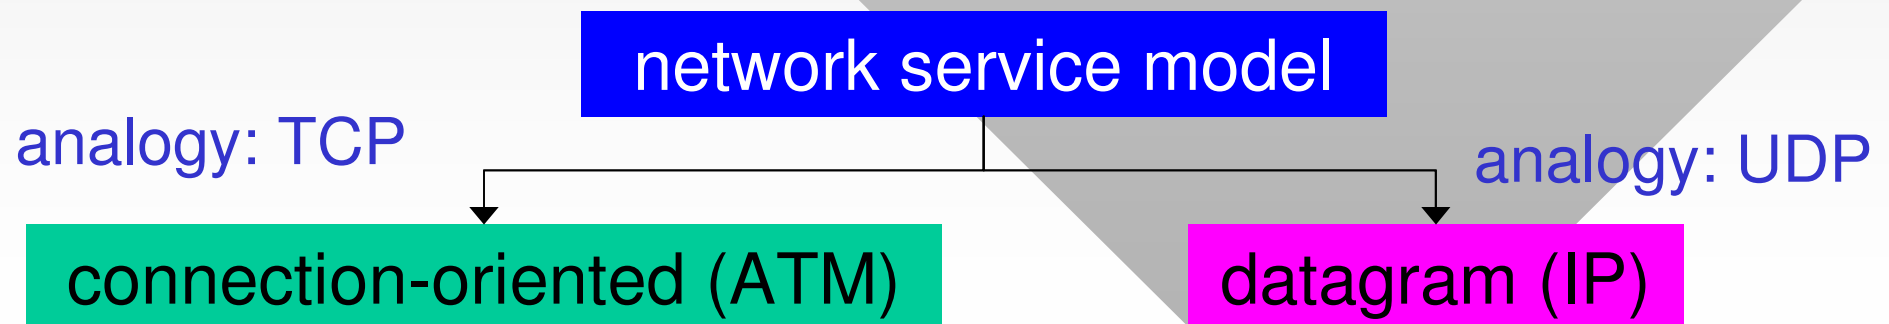 network service model
analogy: TCP
analogy: UDP
connection-oriented (ATM)
datagram (IP)